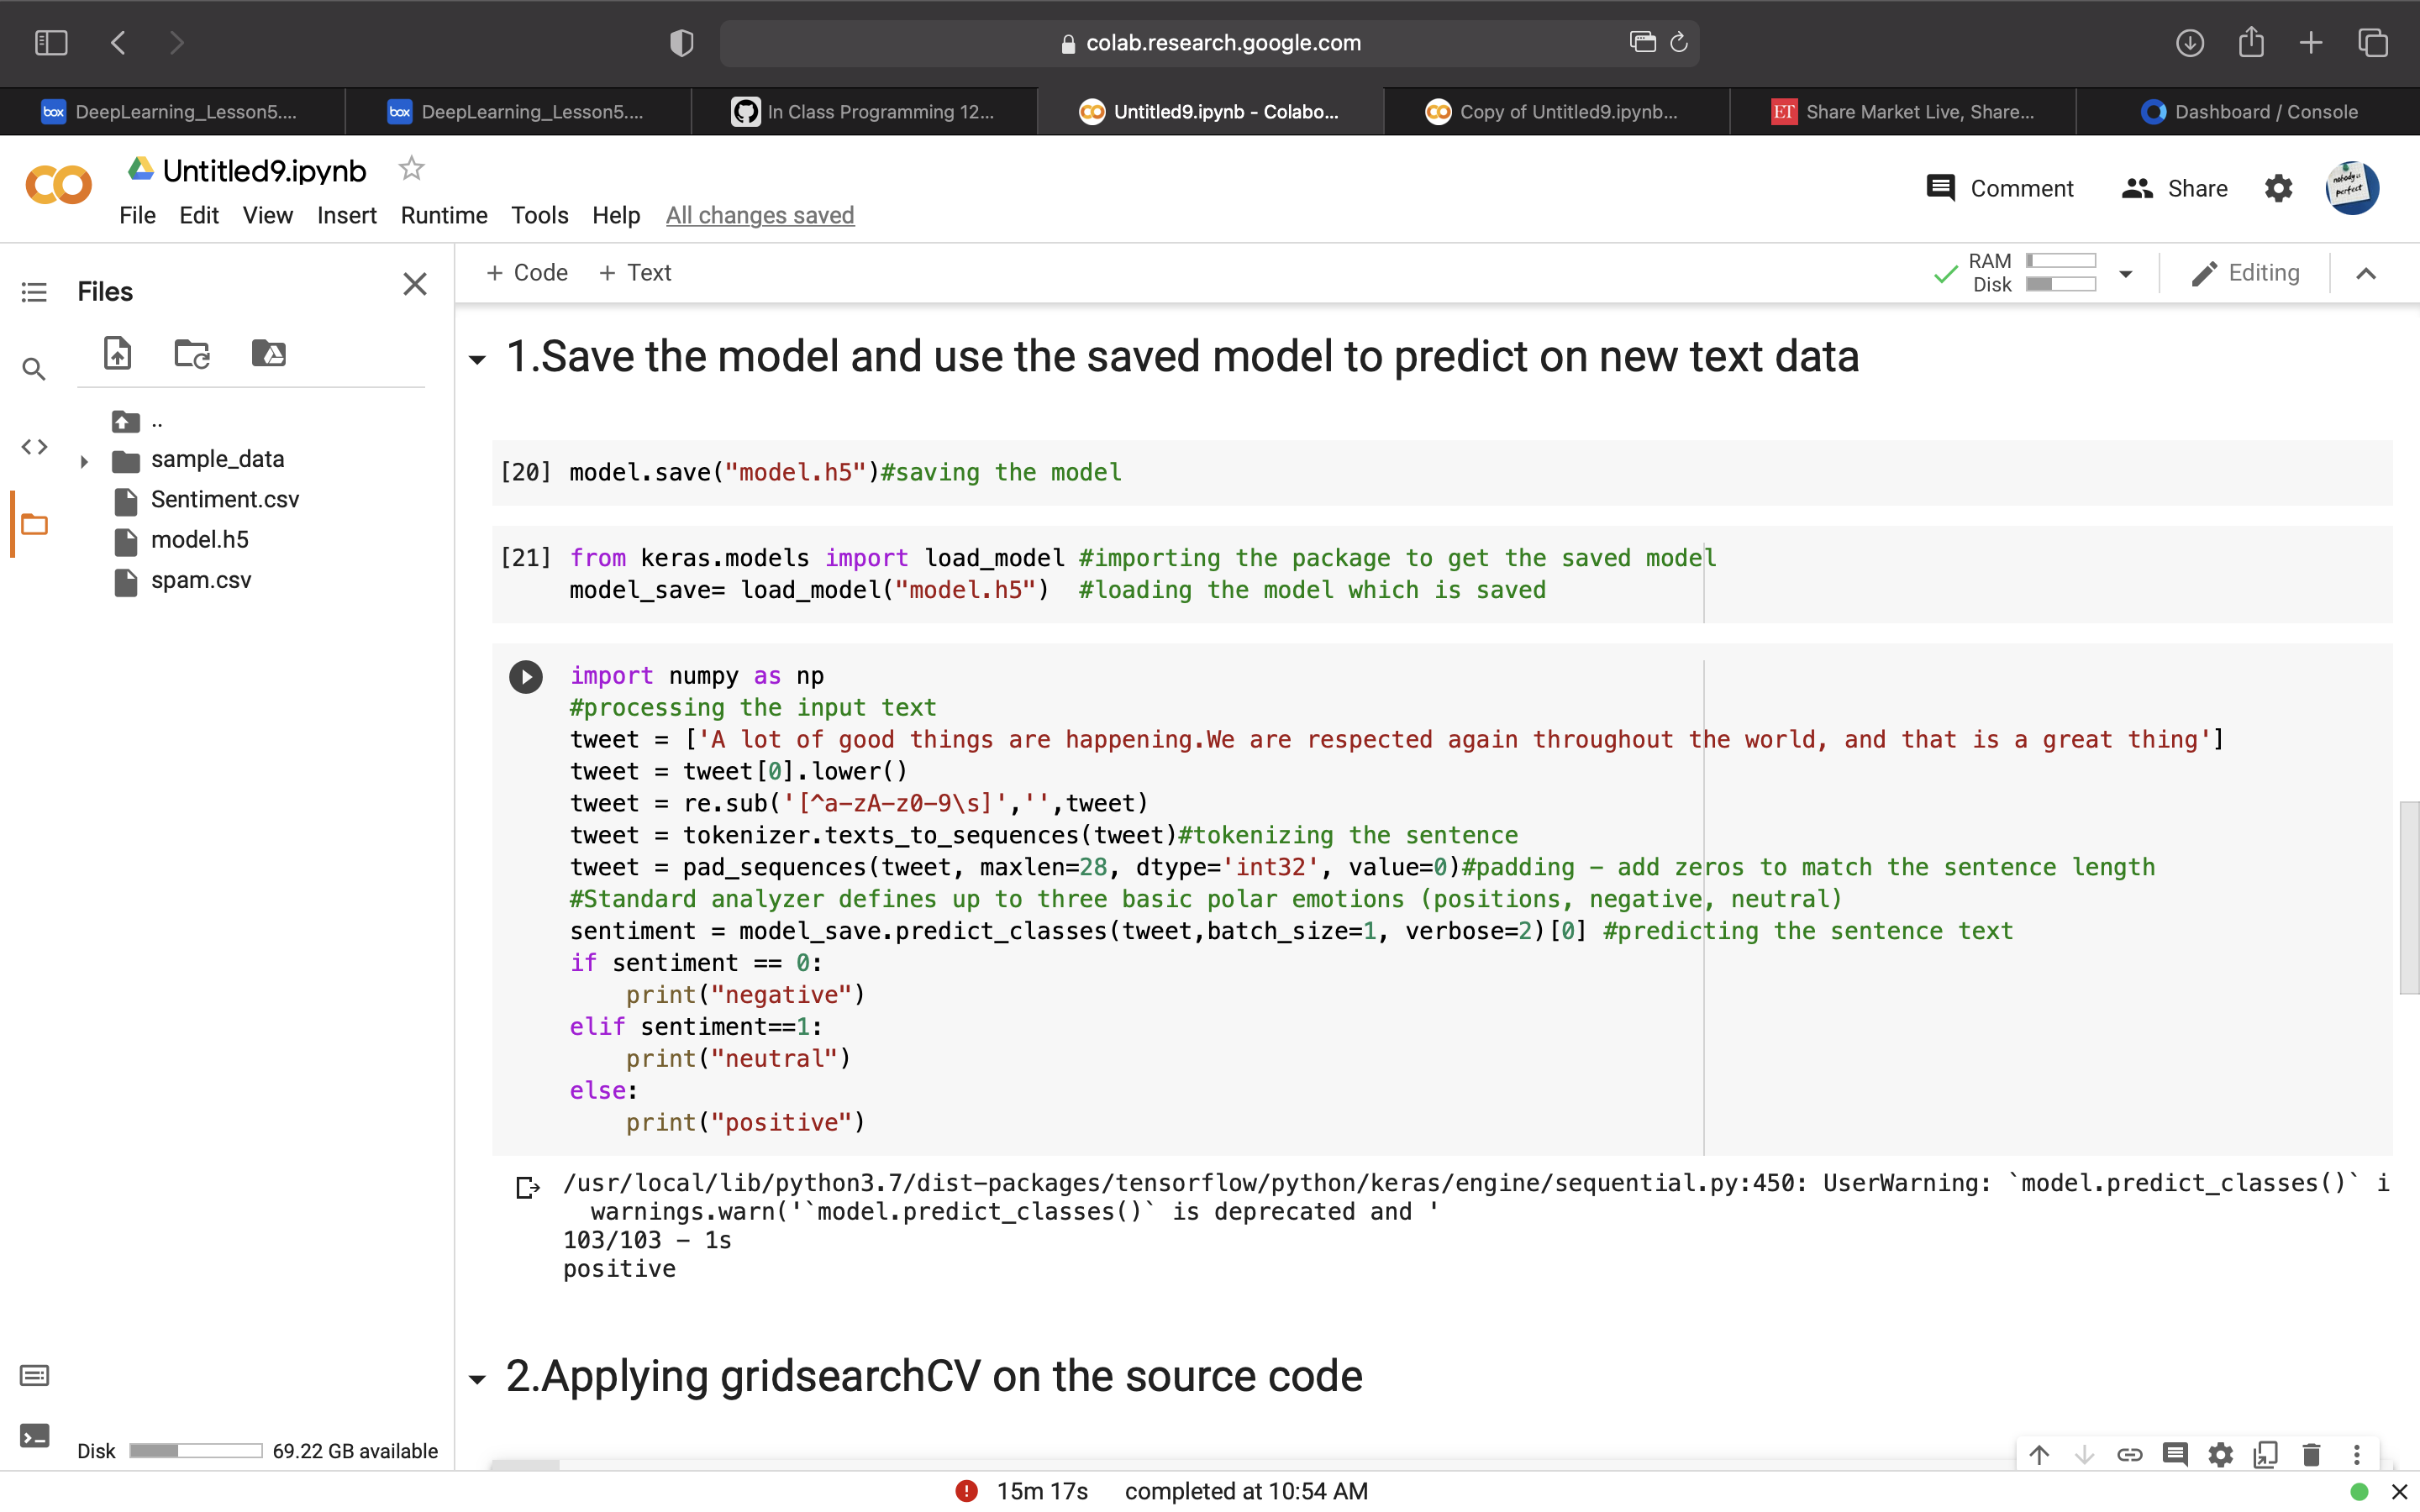 colab.research.google.com
box DeepLearning_Lesson5....
box DeepLearning_Lesson5....
In Class Programming 12...
Untitled9.ipynb - Colabo...
Copy of Untitled9.ipynb...
ET Share Market Live, Share...
Dashboard / Console
Untitled9.ipynb
File Edit View Insert Runtime Tools Help All changes saved
Comment Share
nobody is perfect
Files
+ Code + Text
RAM
Disk
Editing
..
sample_data
Sentiment.csv
model.h5
spam.csv
1.Save the model and use the saved model to predict on new text data
[20] model.save("model.h5")#saving the model
[21] from keras.models import load_model #importing the package to get the saved model
model_save= load_model("model.h5")  #loading the model which is saved
import numpy as np
#processing the input text
tweet = ['A lot of good things are happening.We are respected again throughout the world, and that is a great thing']
tweet = tweet[0].lower()
tweet = re.sub('[^a-zA-z0-9\s]','',tweet)
tweet = tokenizer.texts_to_sequences(tweet)#tokenizing the sentence
tweet = pad_sequences(tweet, maxlen=28, dtype='int32', value=0)#padding – add zeros to match the sentence length
#Standard analyzer defines up to three basic polar emotions (positions, negative, neutral)
sentiment = model_save.predict_classes(tweet,batch_size=1, verbose=2)[0] #predicting the sentence text
if sentiment == 0:
    print("negative")
elif sentiment==1:
    print("neutral")
else:
    print("positive")
/usr/local/lib/python3.7/dist-packages/tensorflow/python/keras/engine/sequential.py:450: UserWarning: `model.predict_classes()` i
  warnings.warn('`model.predict_classes()` is deprecated and '
103/103 – 1s
positive
2.Applying gridsearchCV on the source code
Disk 69.22 GB available
15m 17s completed at 10:54 AM